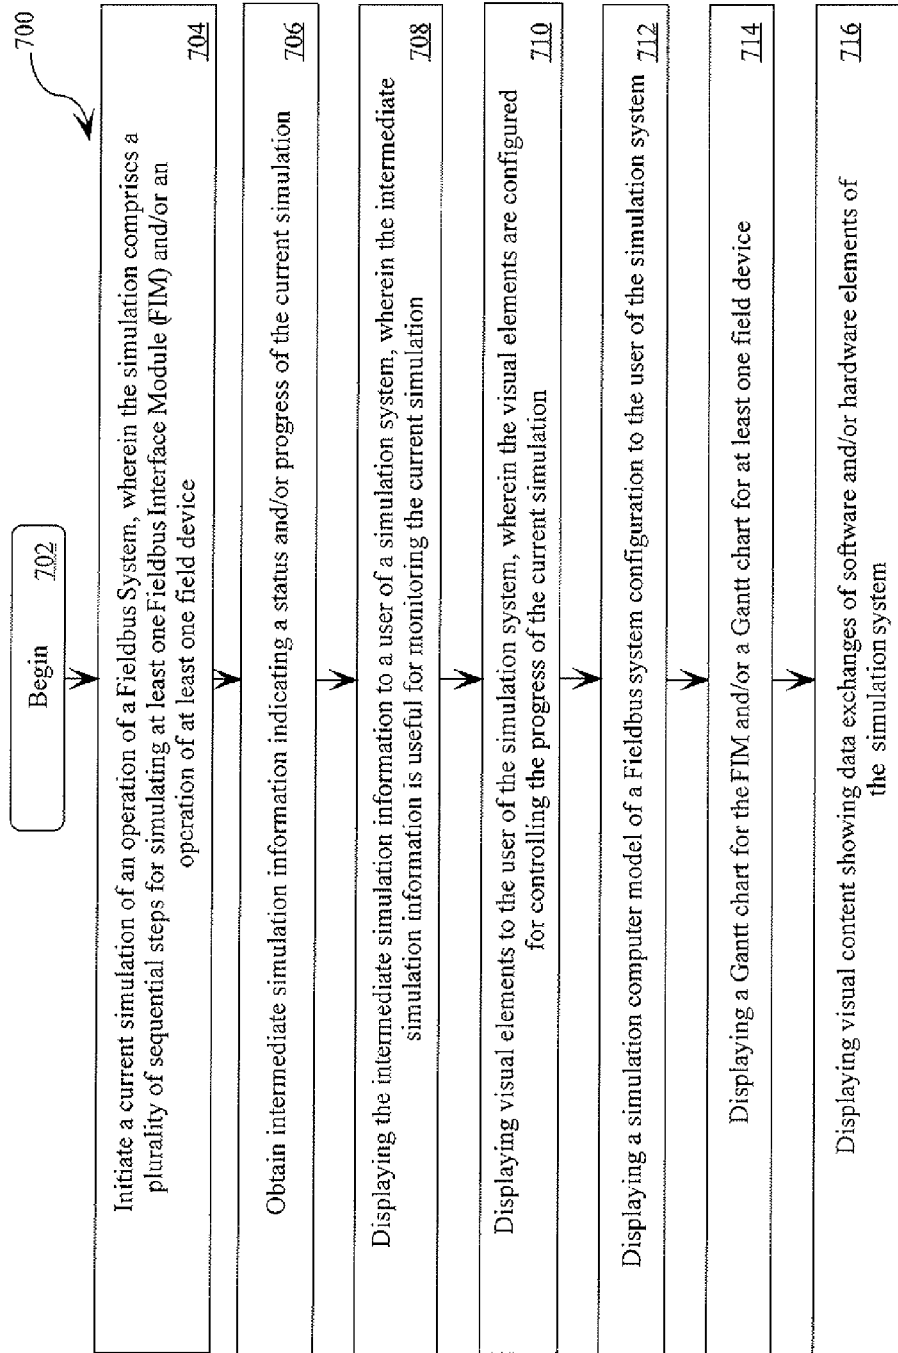 700
Begin 702
Initiate a current simulation of an operation of a Fieldbus System, wherein the simulation comprises a
plurality of sequential steps for simulating at least one Fieldbus Interface Module (FIM) and/or an
operation of at least one field device
704
Obtain intermediate simulation information indicating a status and/or progress of the current simulation
706
Displaying the intermediate simulation information to a user of a simulation system, wherein the intermediate
simulation information is useful for monitoring the current simulation
708
Displaying visual elements to the user of the simulation system, wherein the visual elements are configured
for controlling the progress of the current simulation
710
Displaying a simulation computer model of a Fieldbus system configuration to the user of the simulation system
712
Displaying a Gantt chart for the FIM and/or a Gantt chart for at least one field device
714
Displaying visual content showing data exchanges of software and/or hardware elements of
the simulation system
716